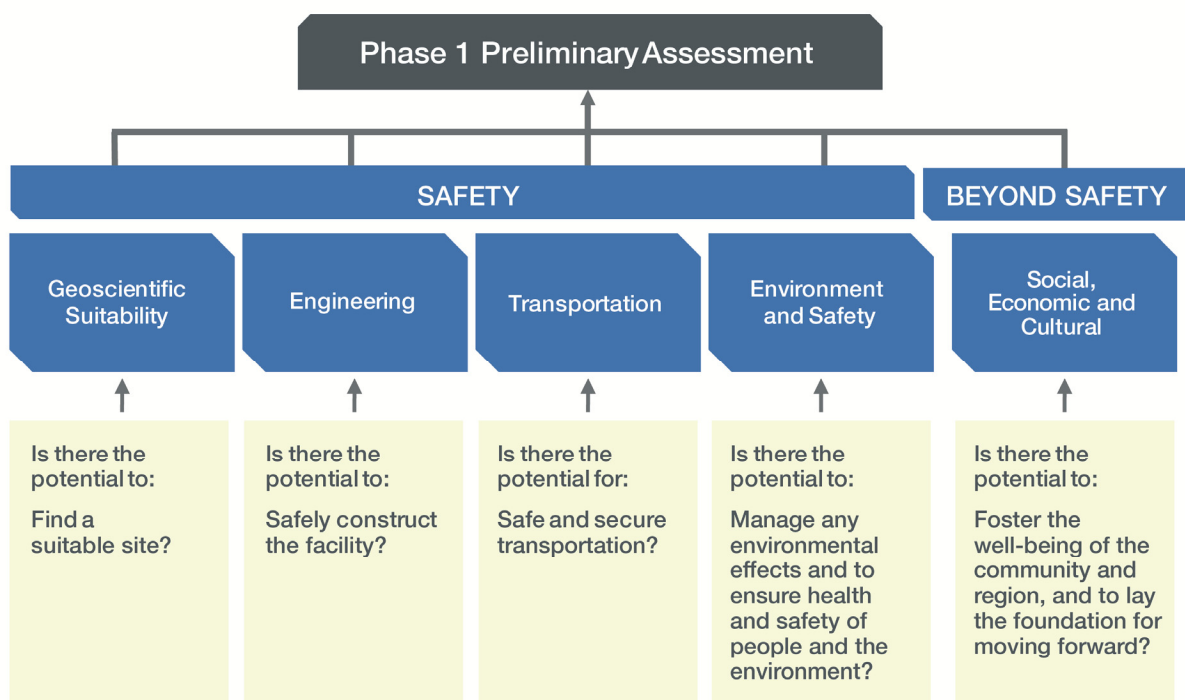 Phase 1 Preliminary Assessment
SAFETY
BEYOND SAFETY
Geoscientific
Suitability
Engineering
Transportation
Environment
and Safety
Social,
Economic and
Cultural
Is there the
potential to:
Find a
suitable site?
Is there the
potential to:
Safely construct
the facility?
Is there the
potential for:
Safe and secure
transportation?
Is there the
potential to:
Manage any
environmental
effects and to
ensure health
and safety of
people and the
environment?
Is there the
potential to:
Foster the
well-being of the
community and
region, and to lay
the foundation for
moving forward?